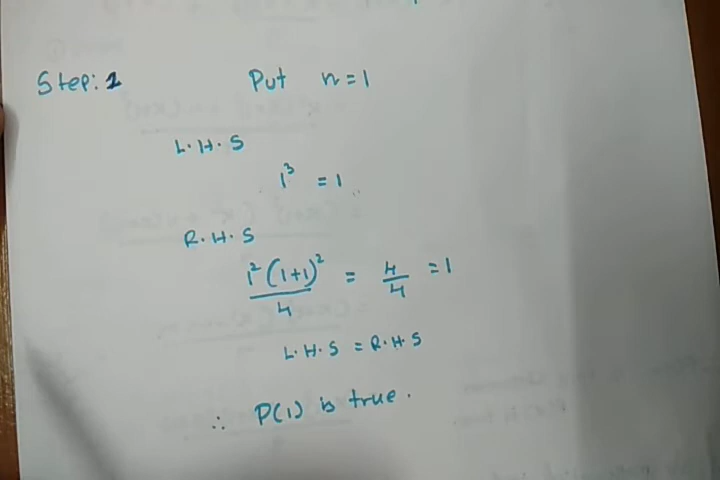 Step: 1 Put n=1
L.H.S
1³ = 1
R.H.S
1²(1+1)²/4 = 4/4 = 1
L.H.S = R.H.S
∴ P(1) is true.